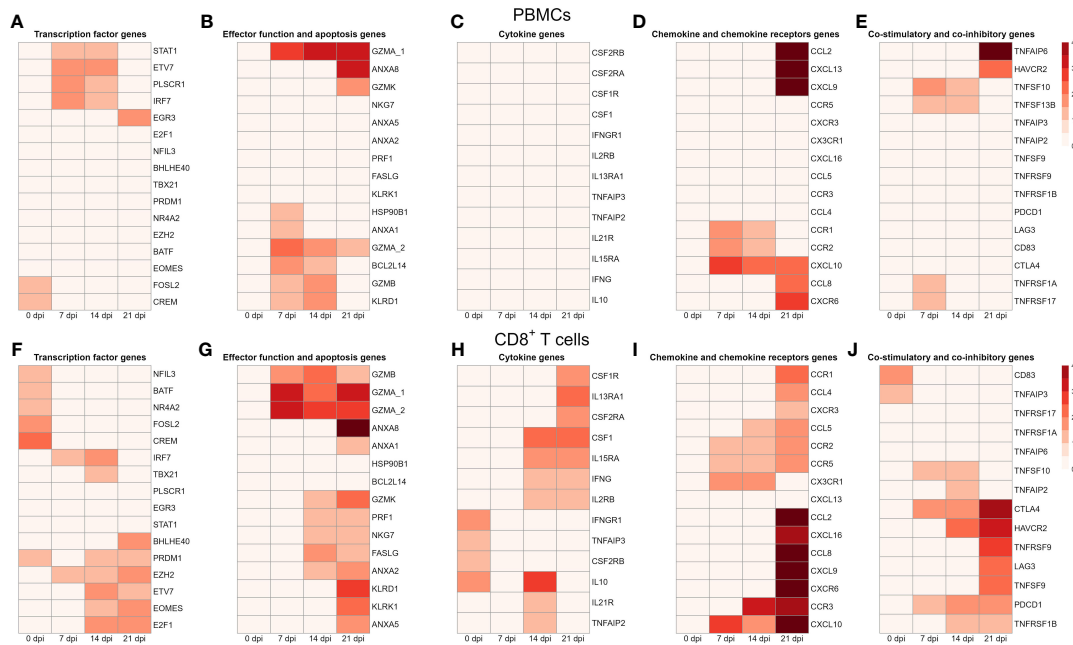 PBMCs
A
Transcription factor genes
STAT1
ETV7
PLSCR1
IRF7
EGR3
E2F1
NFIL3
BHLHE40
TBX21
PRDM1
NR4A2
EZH2
BATF
EOMES
FOSL2
CREM
0 dpi 7 dpi 14 dpi 21 dpi
B
Effector function and apoptosis genes
GZMA_1
ANXA8
GZMK
NKG7
ANXA5
ANXA2
PRF1
FASLG
KLRK1
HSP90B1
ANXA1
GZMA_2
BCL2L14
GZMB
KLRD1
0 dpi 7 dpi 14 dpi 21 dpi
C
Cytokine genes
CSF2RB
CSF2RA
CSF1R
CSF1
IFNGR1
IL2RB
IL13RA1
TNFAIP3
TNFAIP2
IL21R
IL15RA
IFNG
IL10
0 dpi 7 dpi 14 dpi 21 dpi
D
Chemokine and chemokine receptors genes
CCL2
CXCL13
CXCL9
CCR5
CXCR3
CX3CR1
CXCL16
CCL5
CCR3
CCL4
CCR1
CCR2
CXCL10
CCL8
CXCR6
0 dpi 7 dpi 14 dpi 21 dpi
E
Co-stimulatory and co-inhibitory genes
TNFAIP6
HAVCR2
TNFSF10
TNFSF13B
TNFAIP3
TNFAIP2
TNFSF9
TNFRSF9
TNFRSF1B
PDCD1
LAG3
CD83
CTLA4
TNFRSF1A
TNFRSF17
0 dpi 7 dpi 14 dpi 21 dpi
CD8+ T cells
F
Transcription factor genes
NFIL3
BATF
NR4A2
FOSL2
CREM
IRF7
TBX21
PLSCR1
EGR3
STAT1
BHLHE40
PRDM1
EZH2
ETV7
EOMES
E2F1
0 dpi 7 dpi 14 dpi 21 dpi
G
Effector function and apoptosis genes
GZMB
GZMA_1
GZMA_2
ANXA8
ANXA1
HSP90B1
BCL2L14
GZMK
PRF1
NKG7
FASLG
ANXA2
KLRD1
KLRK1
ANXA5
0 dpi 7 dpi 14 dpi 21 dpi
H
Cytokine genes
CSF1R
IL13RA1
CSF2RA
CSF1
IL15RA
IFNG
IL2RB
IFNGR1
TNFAIP3
CSF2RB
IL10
IL21R
TNFAIP2
0 dpi 7 dpi 14 dpi 21 dpi
I
Chemokine and chemokine receptors genes
CCR1
CCL4
CXCR3
CCL5
CCR2
CCR5
CX3CR1
CXCL13
CCL2
CXCL16
CCL8
CXCL9
CXCR6
CCR3
CXCL10
0 dpi 7 dpi 14 dpi 21 dpi
J
Co-stimulatory and co-inhibitory genes
CD83
TNFAIP3
TNFRSF17
TNFRSF1A
TNFAIP6
TNFSF10
TNFAIP2
CTLA4
HAVCR2
TNFRSF9
LAG3
TNFSF9
PDCD1
TNFRSF1B
0 dpi 7 dpi 14 dpi 21 dpi